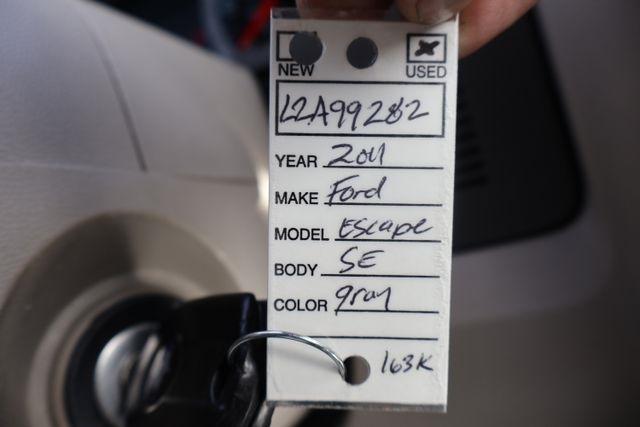 NEW USED
L2A99282
YEAR 2011
MAKE Ford
MODEL Escape
BODY SE
COLOR gray
163K